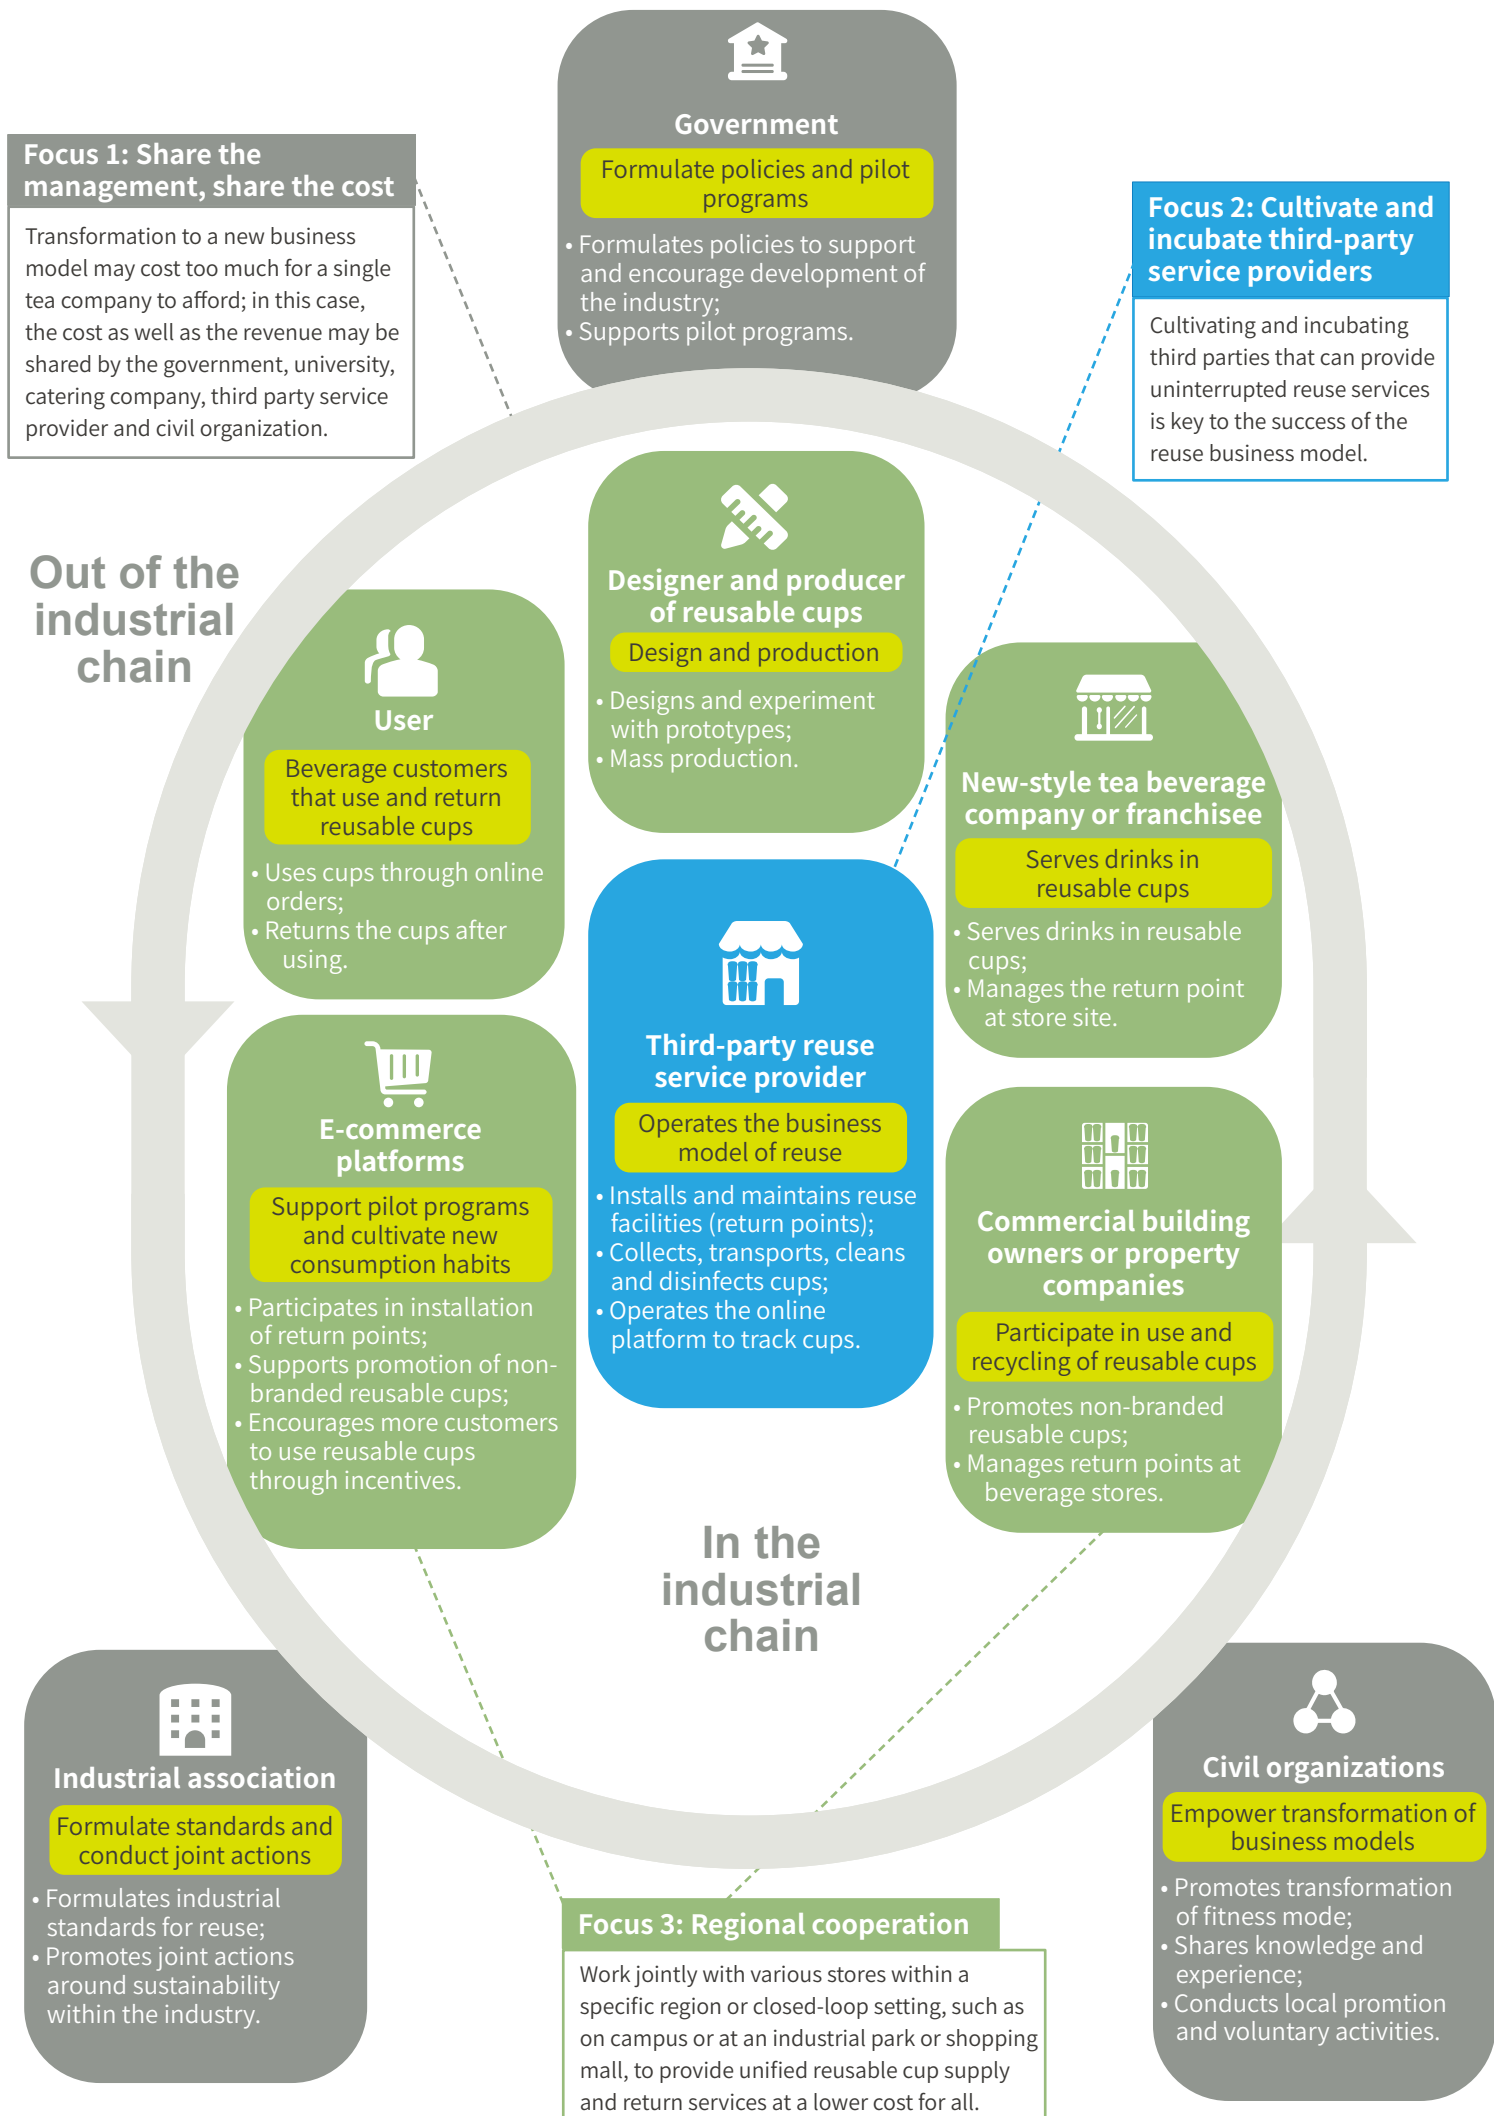 Government
Formulate policies and pilot
programs
• Formulates policies to support
and encourage development of
the industry;
• Supports pilot programs.
Focus 1: Share the
management, share the cost
Transformation to a new business
model may cost too much for a single
tea company to afford; in this case,
the cost as well as the revenue may be
shared by the government, university,
catering company, third party service
provider and civil organization.
Focus 2: Cultivate and
incubate third-party
service providers
Cultivating and incubating
third parties that can provide
uninterrupted reuse services
is key to the success of the
reuse business model.
Out of the
industrial
chain
Designer and producer
of reusable cups
Design and production
• Designs and experiment
with prototypes;
• Mass production.
User
Beverage customers
that use and return
reusable cups
• Uses cups through online
orders;
• Returns the cups after
using.
New-style tea beverage
company or franchisee
Serves drinks in
reusable cups
• Serves drinks in reusable
cups;
• Manages the return point
at store site.
Third-party reuse
service provider
Operates the business
model of reuse
• Installs and maintains reuse
facilities (return points);
• Collects, transports, cleans
and disinfects cups;
• Operates the online
platform to track cups.
E-commerce
platforms
Support pilot programs
and cultivate new
consumption habits
• Participates in installation
of return points;
• Supports promotion of non-
branded reusable cups;
• Encourages more customers
to use reusable cups
through incentives.
Commercial building
owners or property
companies
Participate in use and
recycling of reusable cups
• Promotes non-branded
reusable cups;
• Manages return points at
beverage stores.
In the
industrial
chain
Industrial association
Formulate standards and
conduct joint actions
• Formulates industrial
standards for reuse;
• Promotes joint actions
around sustainability
within the industry.
Civil organizations
Empower transformation of
business models
• Promotes transformation
of fitness mode;
• Shares knowledge and
experience;
• Conducts local promtion
and voluntary activities.
Focus 3: Regional cooperation
Work jointly with various stores within a
specific region or closed-loop setting, such as
on campus or at an industrial park or shopping
mall, to provide unified reusable cup supply
and return services at a lower cost for all.